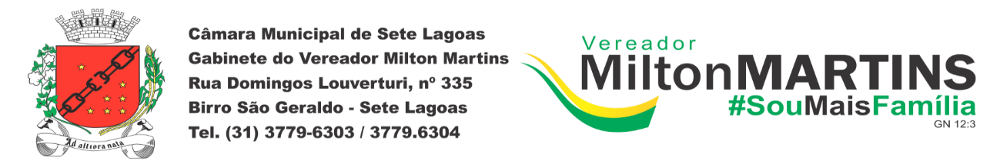 Câmara Municipal de Sete Lagoas
Gabinete do Vereador Milton Martins
Rua Domingos Louverturi, nº 335
Birro São Geraldo - Sete Lagoas
Tel. (31) 3779-6303 / 3779.6304
Ad altiora nata
Vereador
MiltonMARTINS
#SouMaisFamília
GN 12:3